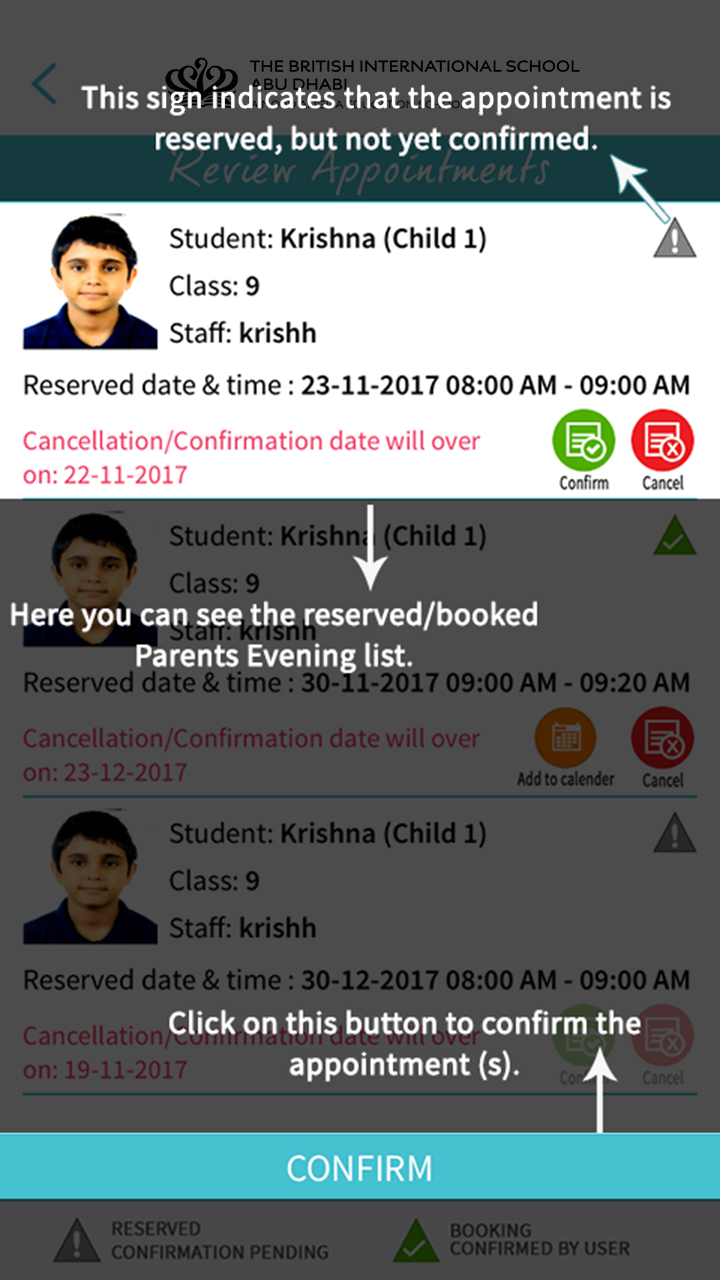 THE BRITISH INTERNATIONAL SCHOOL
ABU DHABI
This sign indicates that the appointment is
reserved, but not yet confirmed.
Review Appointments
Student: Krishna (Child 1)
Class: 9
Staff: krishh
Reserved date & time : 23-11-2017 08:00 AM - 09:00 AM
Cancellation/Confirmation date will over
on: 22-11-2017
Confirm
Cancel
Student: Krishna (Child 1)
Class: 9
Here you can see the reserved/booked
Staff: krishh
Parents Evening list.
Reserved date & time : 30-11-2017 09:00 AM - 09:20 AM
Cancellation/Confirmation date will over
on: 23-12-2017
Add to calender
Cancel
Student: Krishna (Child 1)
Class: 9
Staff: krishh
Reserved date & time : 30-12-2017 08:00 AM - 09:00 AM
Click on this button to confirm the
appointment (s).
Cancellation/Confirmation date will over
on: 19-11-2017
Confirm
Cancel
CONFIRM
RESERVED
CONFIRMATION PENDING
BOOKING
CONFIRMED BY USER